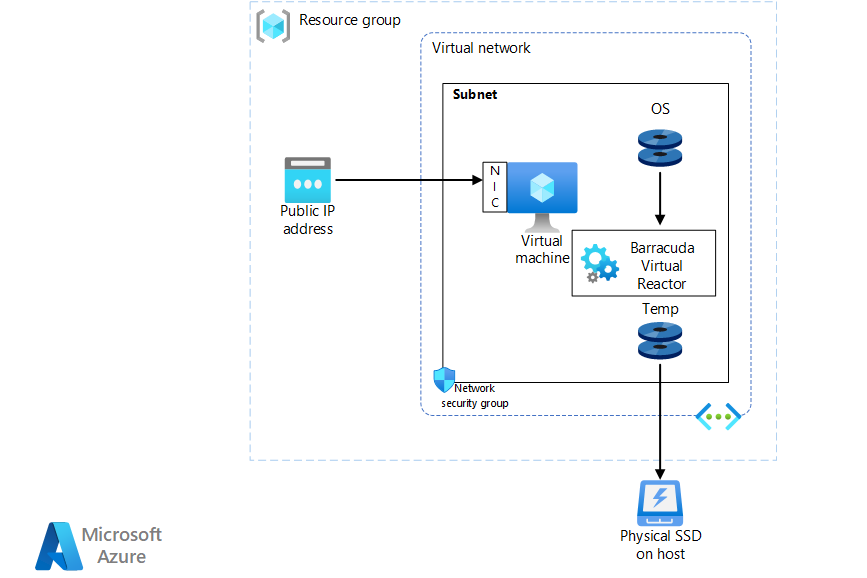 Resource group
Virtual network
Subnet
OS
N
I
C
Public IP
address
Virtual
machine
Barracuda
Virtual
Reactor
Temp
Network
security group
Physical SSD
on host
Microsoft
Azure